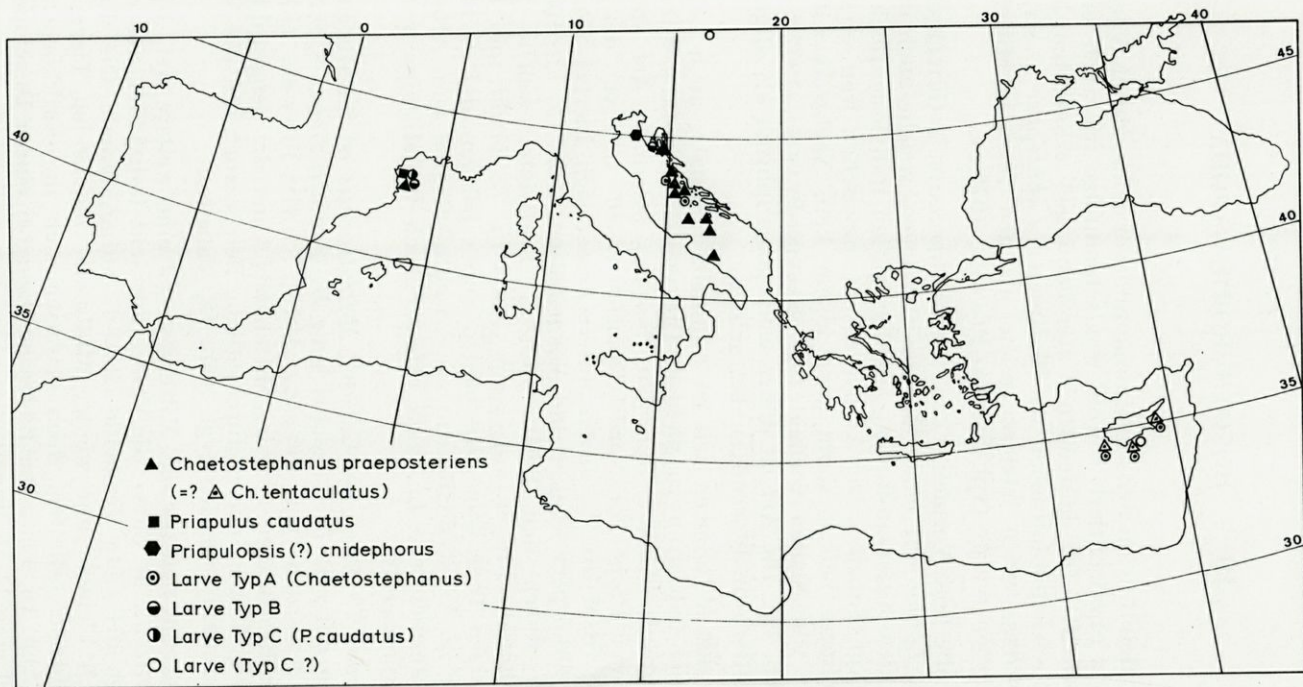 10 0 10 20 30 40
45
40
40
35
35
30
30
▲ Chaetostephanus praeposteriens
(=? Ch. tentaculatus)
■ Priapulus caudatus
Priapulopsis (?) cnidephorus
Larve Typ A (Chaetostephanus)
Larve Typ B
Larve Typ C (P. caudatus)
Larve (Typ C ?)